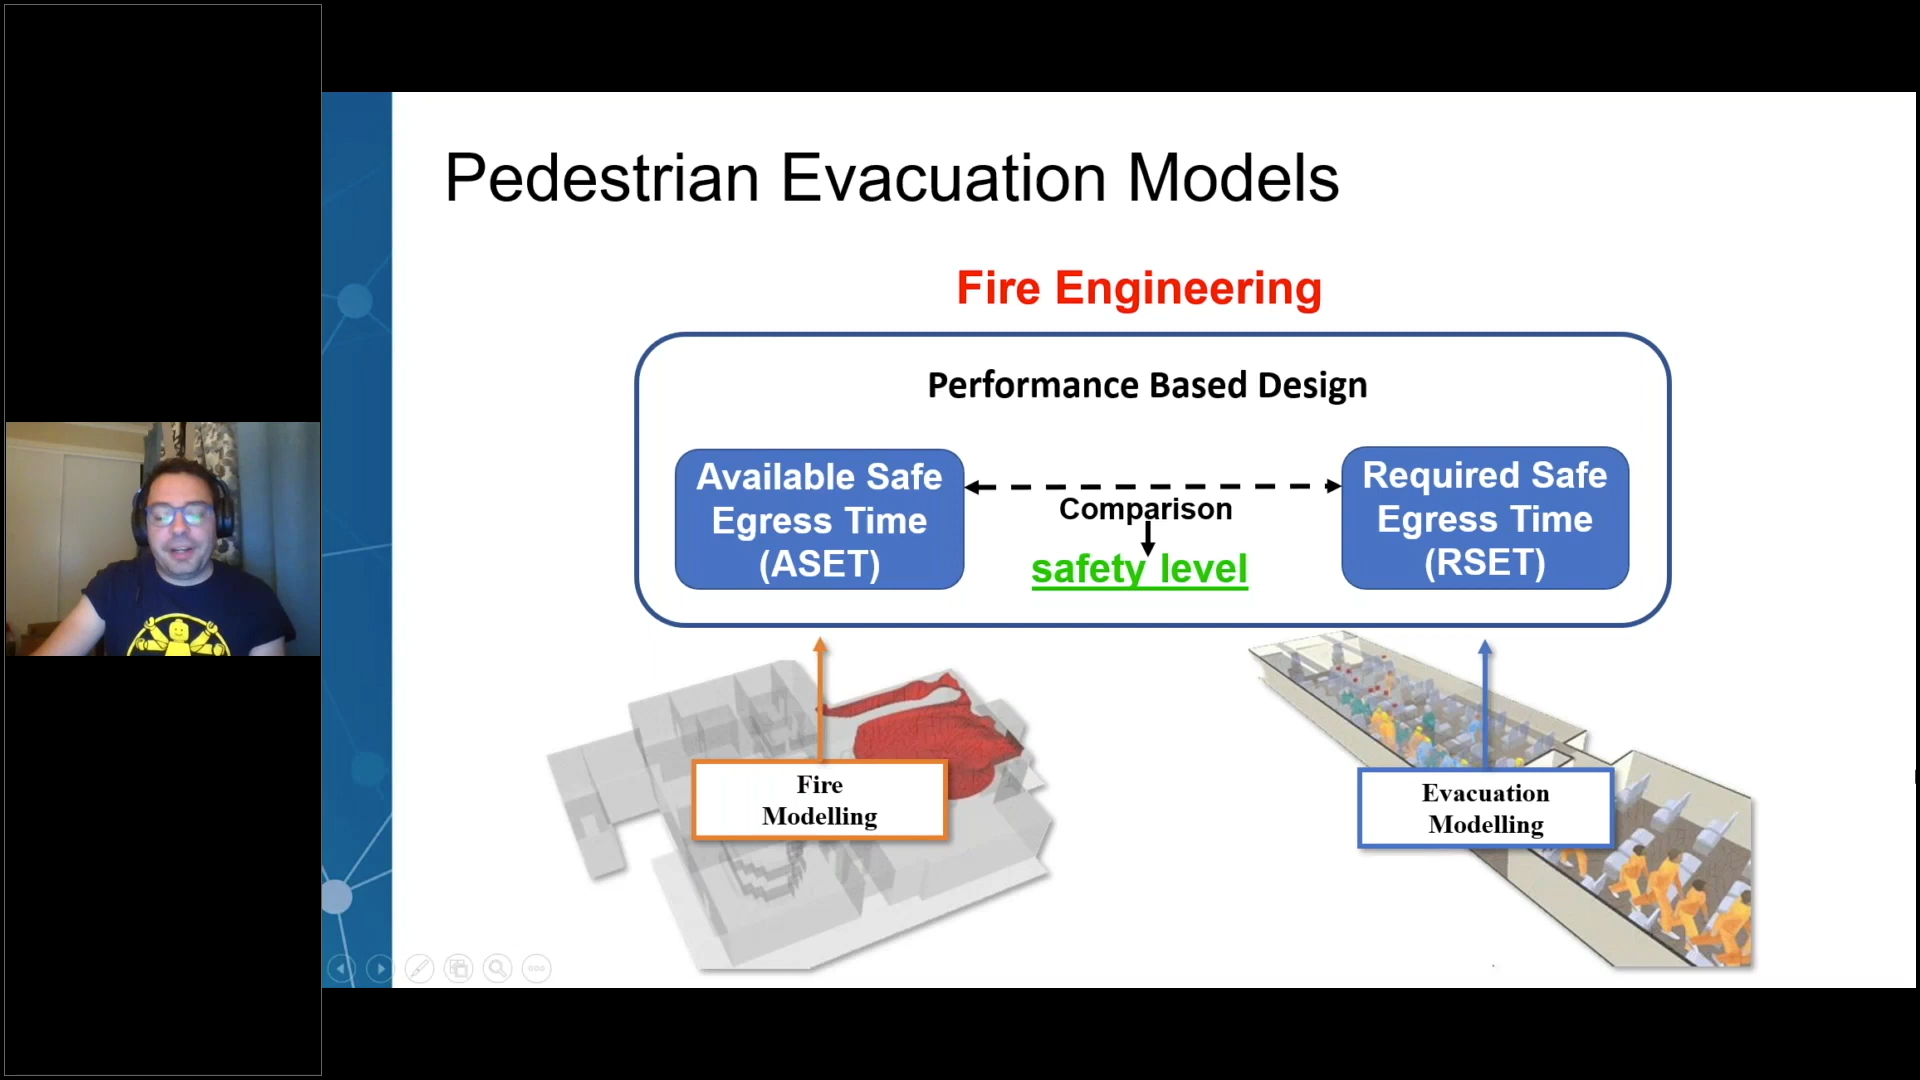 Pedestrian Evacuation Models
Fire Engineering
Performance Based Design
Available Safe
Egress Time
(ASET)
Comparison
safety level
Required Safe
Egress Time
(RSET)
Fire
Modelling
Evacuation
Modelling